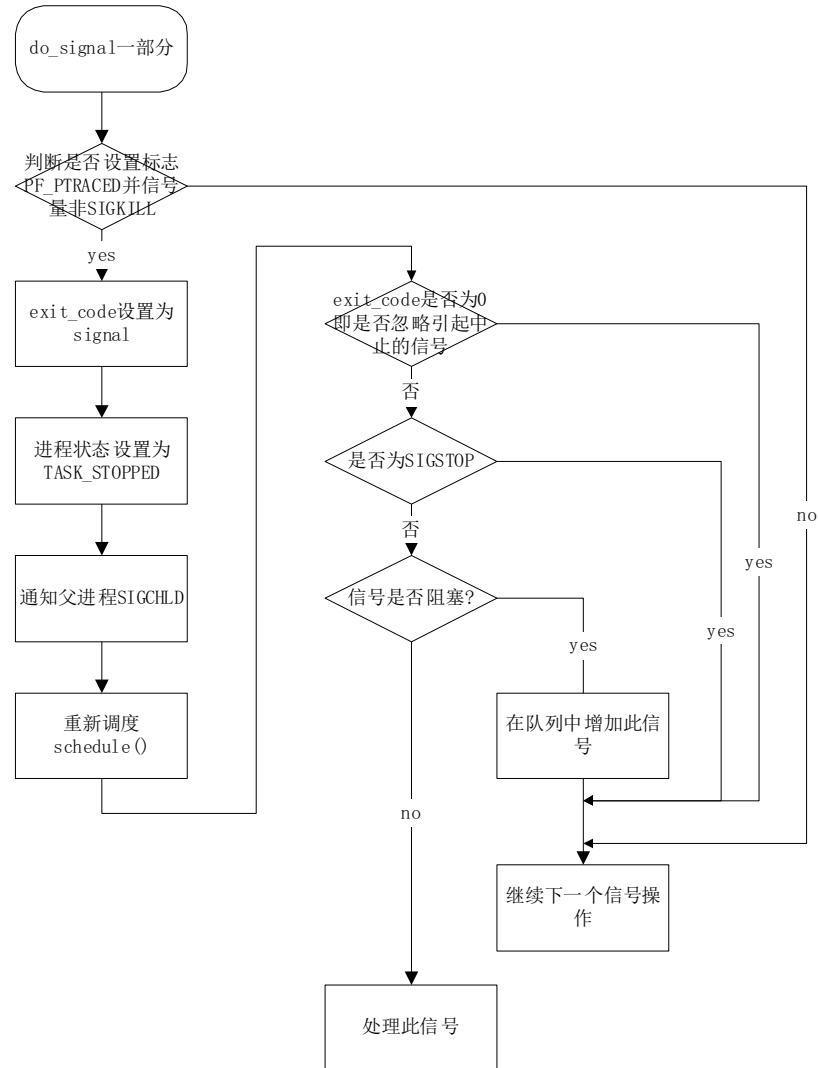 do_signal一部分
判断是否设置标志
PF_PTRACED并信号
量非SIGKILL
yes
exit_code设置为
signal
进程状态设置为
TASK_STOPPED
通知父进程SIGCHLD
重新调度
schedule()
exit_code是否为0
即是否忽略引起中
止的信号
否
是否为SIGSTOP
否
信号是否阻塞?
yes
yes
yes
no
在队列中增加此信
号
no
继续下一个信号操
作
处理此信号